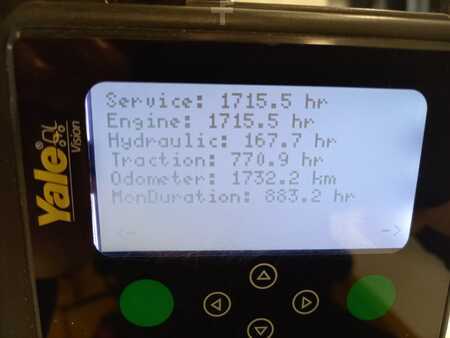 Service: 1715.5 hr
Engine: 1715.5 hr
Hydraulic: 167.7 hr
Traction: 770.9 hr
Odometer: 1732.2 km
MonDuration: 883.2 hr
<- ->
Yale
Vision